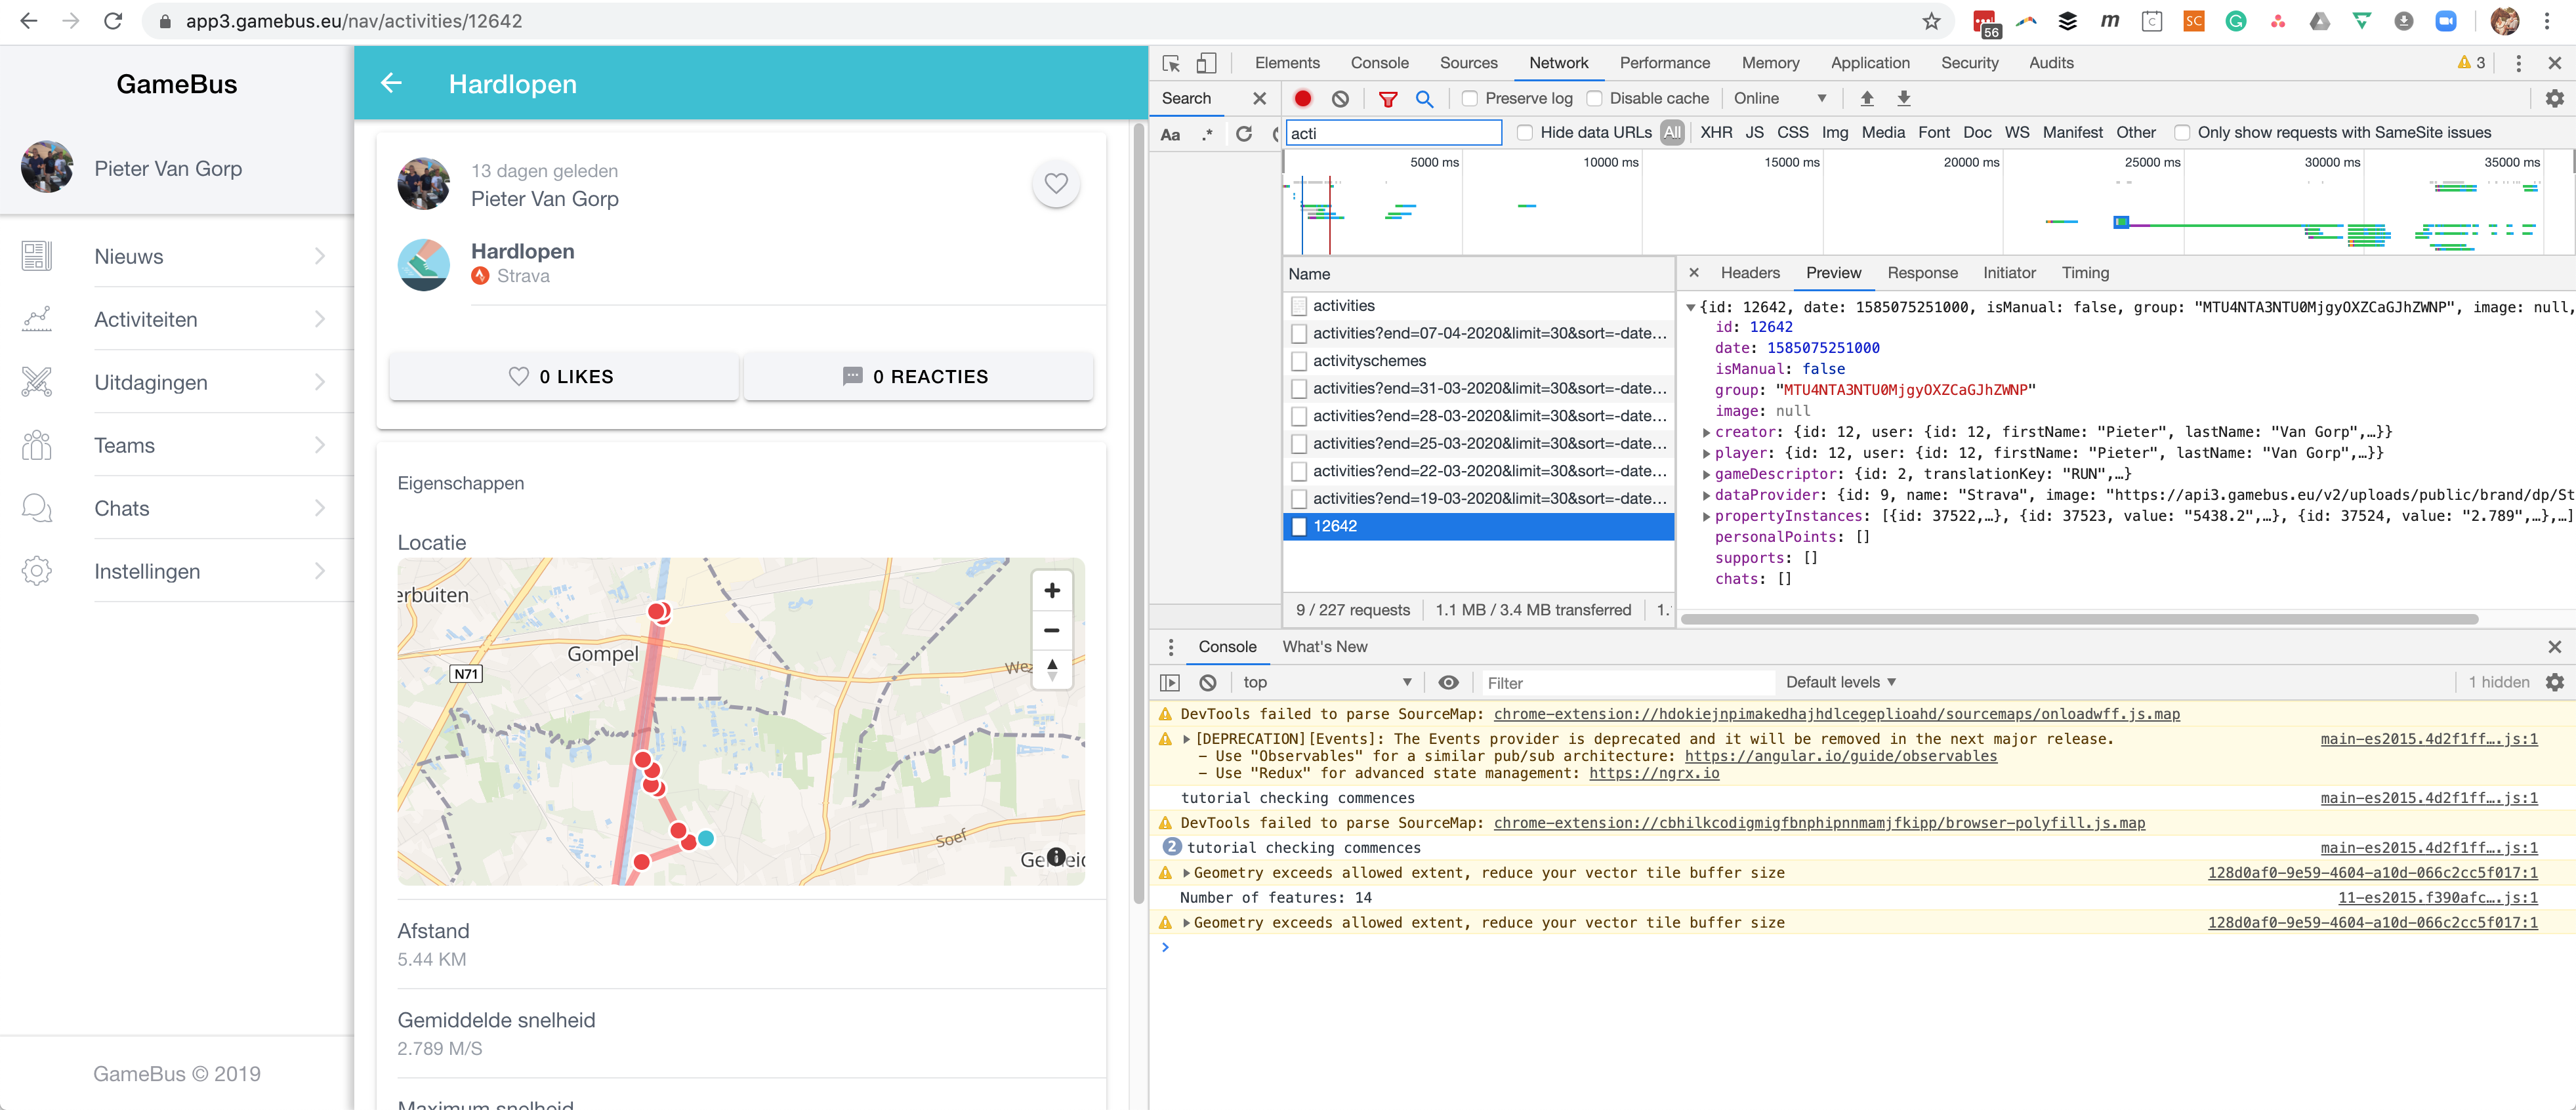 app3.gamebus.eu/nav/activities/12642
56
GameBus
Pieter Van Gorp
Nieuws
Activiteiten
Uitdagingen
Teams
Chats
Instellingen
GameBus © 2019
Hardlopen
13 dagen geleden
Pieter Van Gorp
Hardlopen
Strava
0 LIKES
0 REACTIES
Eigenschappen
Locatie
erbuiten
Gompel
N71
Wez
Soef
Afstand
5.44 KM
Gemiddelde snelheid
2.789 M/S
Maximum snelheid
Elements Console Sources Network Performance Memory Application Security Audits 3
Search
Preserve log Disable cache Online
Aa .*
acti
Hide data URLs All XHR JS CSS Img Media Font Doc WS Manifest Other Only show requests with SameSite issues
5000 ms 10000 ms 15000 ms 20000 ms 25000 ms 30000 ms 35000 ms
Name
activities
activities?end=07-04-2020&limit=30&sort=-date…
activityschemes
activities?end=31-03-2020&limit=30&sort=-date…
activities?end=28-03-2020&limit=30&sort=-date…
activities?end=25-03-2020&limit=30&sort=-date…
activities?end=22-03-2020&limit=30&sort=-date…
activities?end=19-03-2020&limit=30&sort=-date…
12642
9 / 227 requests 1.1 MB / 3.4 MB transferred 1.
Headers Preview Response Initiator Timing
{id: 12642, date: 1585075251000, isManual: false, group: "MTU4NTA3NTU0MjgyOXZCaGJhZWNP", image: null,
id: 12642
date: 1585075251000
isManual: false
group: "MTU4NTA3NTU0MjgyOXZCaGJhZWNP"
image: null
creator: {id: 12, user: {id: 12, firstName: "Pieter", lastName: "Van Gorp",…}}
player: {id: 12, user: {id: 12, firstName: "Pieter", lastName: "Van Gorp",…}}
gameDescriptor: {id: 2, translationKey: "RUN",…}
dataProvider: {id: 9, name: "Strava", image: "https://api3.gamebus.eu/v2/uploads/public/brand/dp/St
propertyInstances: [{id: 37522,…}, {id: 37523, value: "5438.2",…}, {id: 37524, value: "2.789",…},…]
personalPoints: []
supports: []
chats: []
Console What's New
top Filter Default levels 1 hidden
DevTools failed to parse SourceMap: chrome-extension://hdokiejnpimakedhajhdlcegeplioahd/sourcemaps/onloadwff.js.map
[DEPRECATION][Events]: The Events provider is deprecated and it will be removed in the next major release. main-es2015.4d2f1ff….js:1
- Use "Observables" for a similar pub/sub architecture: https://angular.io/guide/observables
- Use "Redux" for advanced state management: https://ngrx.io
tutorial checking commences main-es2015.4d2f1ff….js:1
DevTools failed to parse SourceMap: chrome-extension://cbhilkcodigmigfbnphipnnmamjfkipp/browser-polyfill.js.map
2 tutorial checking commences main-es2015.4d2f1ff….js:1
Geometry exceeds allowed extent, reduce your vector tile buffer size 128d0af0-9e59-4604-a10d-066c2cc5f017:1
Number of features: 14 11-es2015.f390afc….js:1
Geometry exceeds allowed extent, reduce your vector tile buffer size 128d0af0-9e59-4604-a10d-066c2cc5f017:1